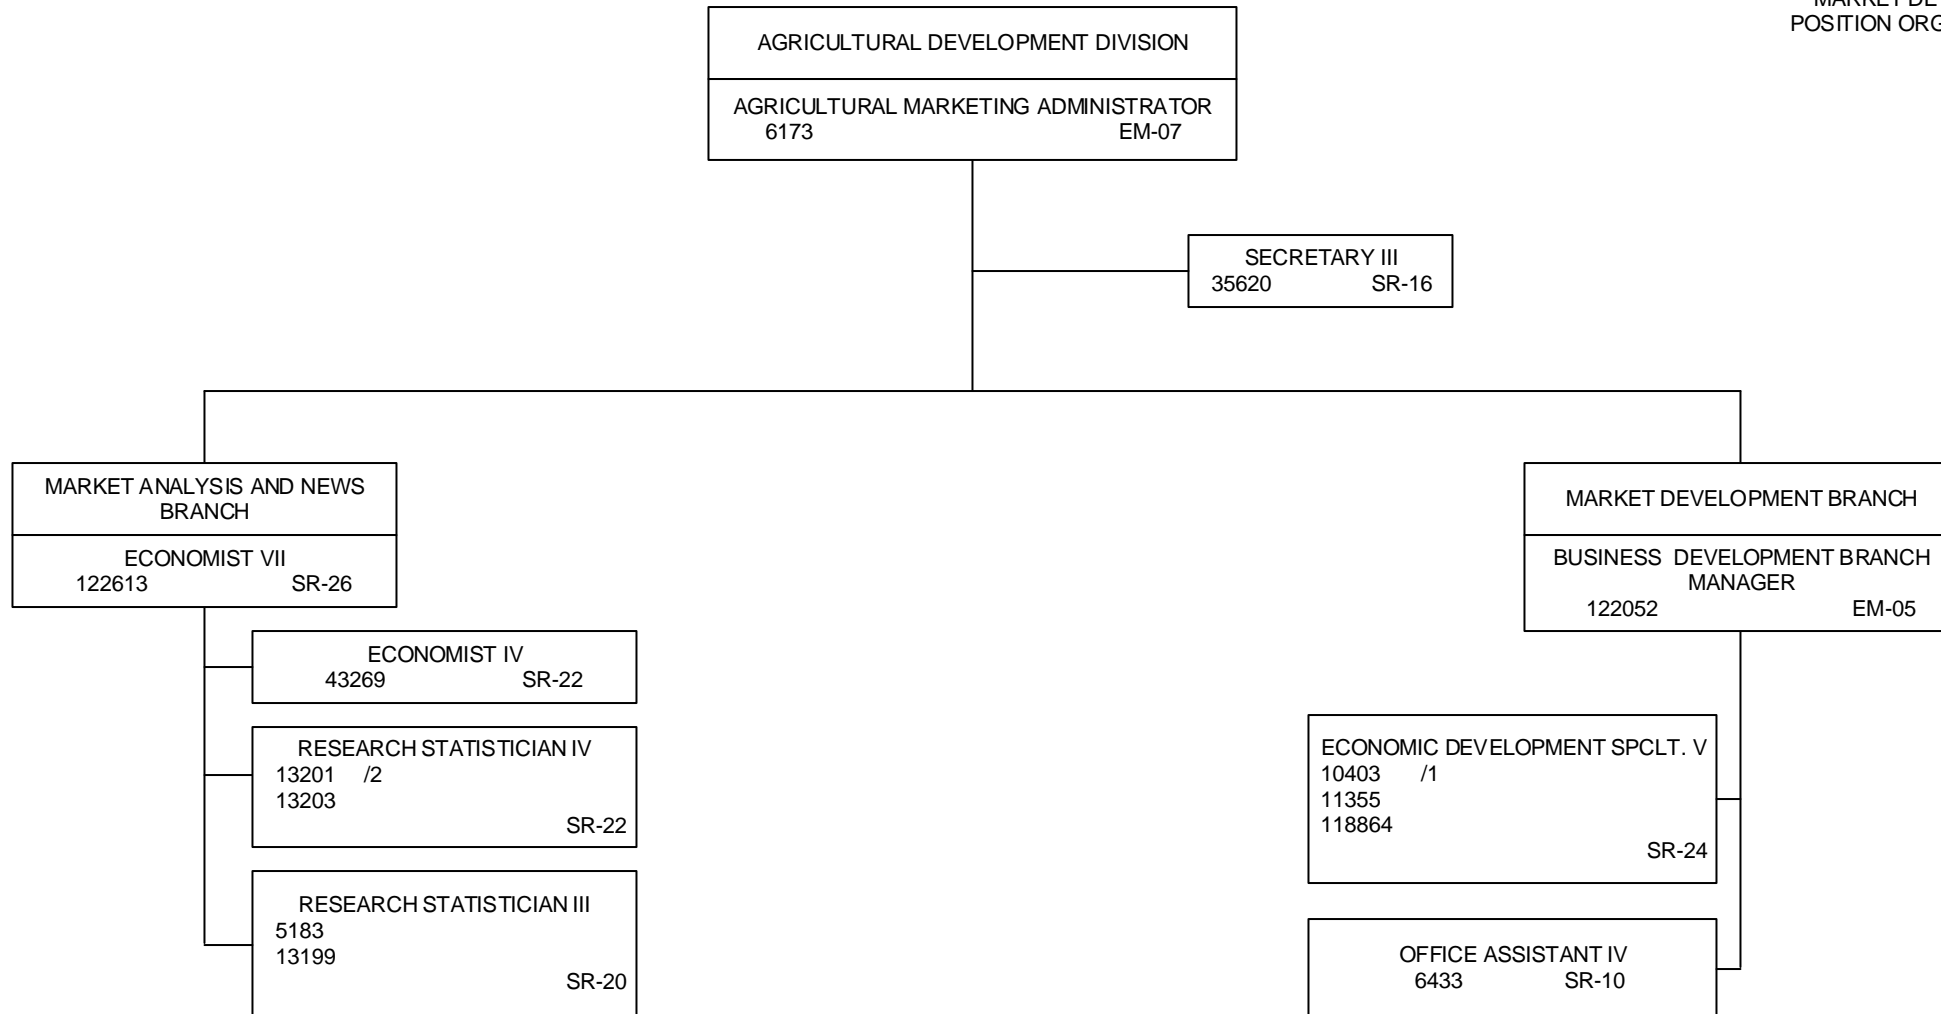 MARKET DE
POSITION ORG
AGRICULTURAL DEVELOPMENT DIVISION
AGRICULTURAL MARKETING ADMINISTRATOR
6173 EM-07
SECRETARY III
35620 SR-16
MARKET ANALYSIS AND NEWS
BRANCH
ECONOMIST VII
122613 SR-26
ECONOMIST IV
43269 SR-22
RESEARCH STATISTICIAN IV
13201 /2
13203
SR-22
RESEARCH STATISTICIAN III
5183
13199
SR-20
MARKET DEVELOPMENT BRANCH
BUSINESS DEVELOPMENT BRANCH
MANAGER
122052 EM-05
ECONOMIC DEVELOPMENT SPCLT. V
10403 /1
11355
118864
SR-24
OFFICE ASSISTANT IV
6433 SR-10